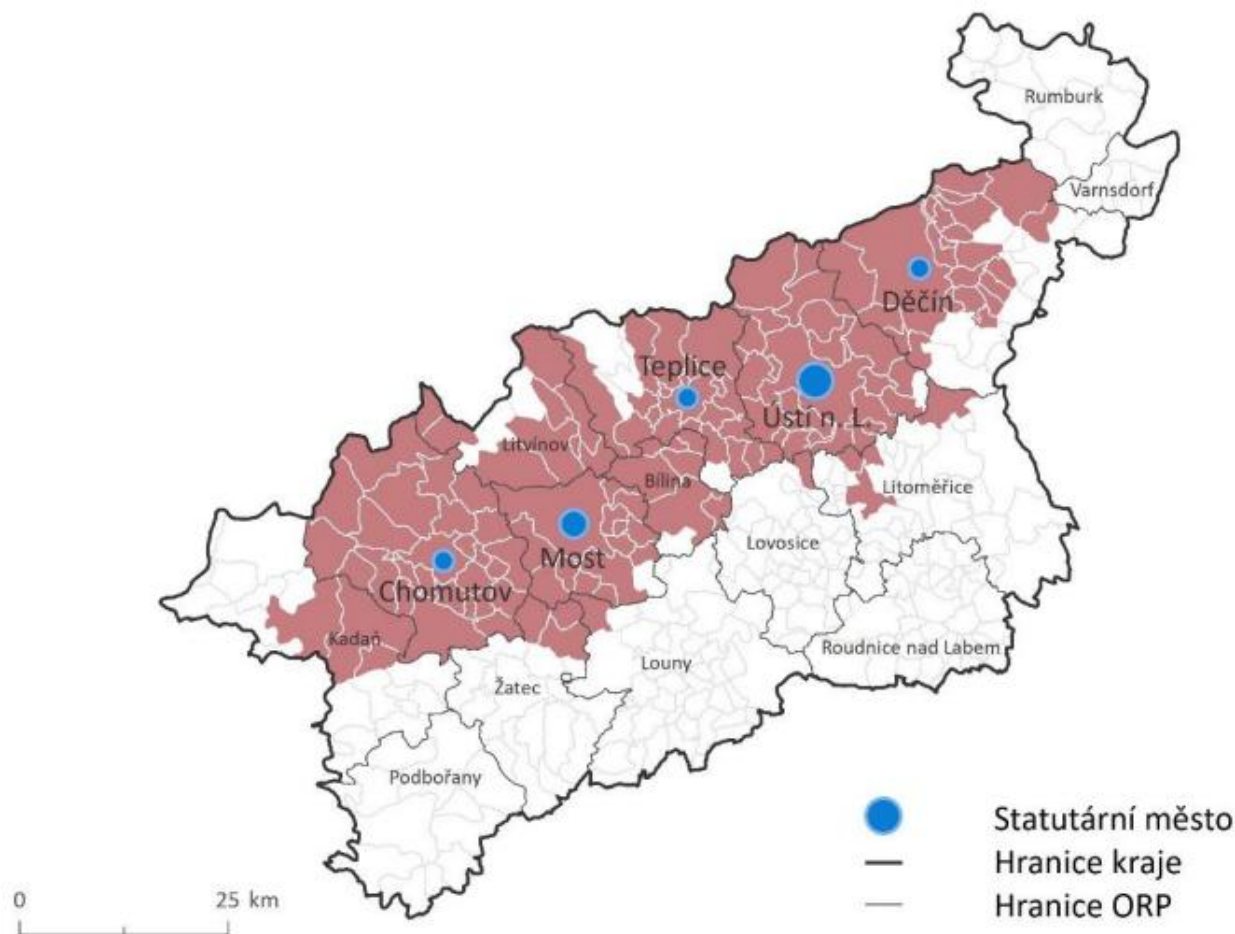 Rumburk
Varnsdorf
Děčín
Teplice
Ústí n. L.
Litvínov
Bílina
Litoměřice
Most
Lovosice
Chomutov
Kadaň
Roudnice nad Labem
Louny
Žatec
Podbořany
Statutární město
Hranice kraje
Hranice ORP
0 25 km